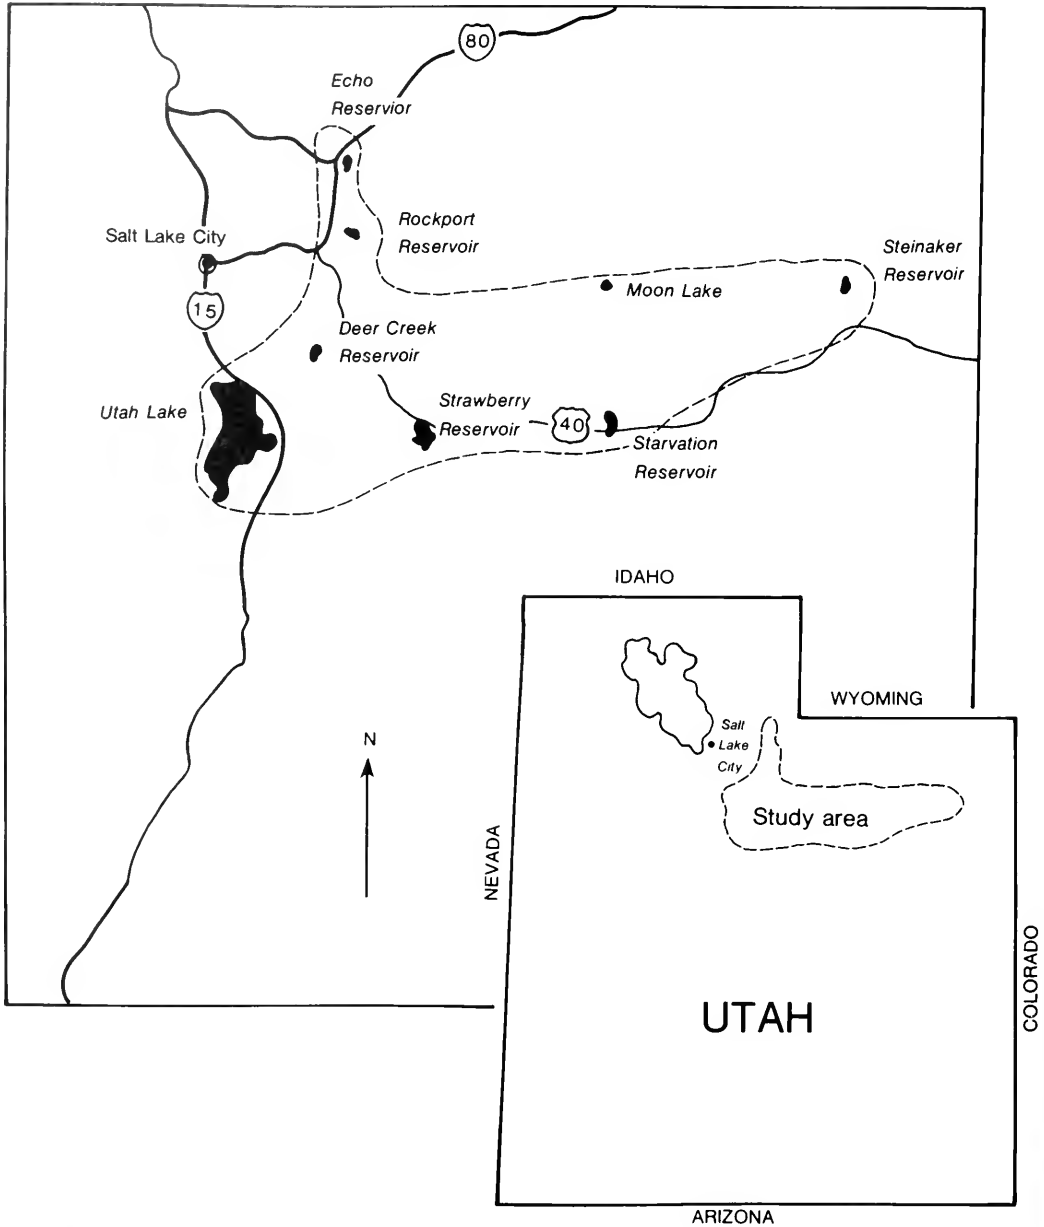 80
Echo
Reservior
Rockport
Reservoir
Salt Lake City
Steinaker
Reservoir
Moon Lake
15
Deer Creek
Reservoir
Utah Lake
Strawberry
Reservoir
40
Starvation
Reservoir
IDAHO
WYOMING
N
Salt
Lake
City
Study area
NEVADA
COLORADO
UTAH
ARIZONA